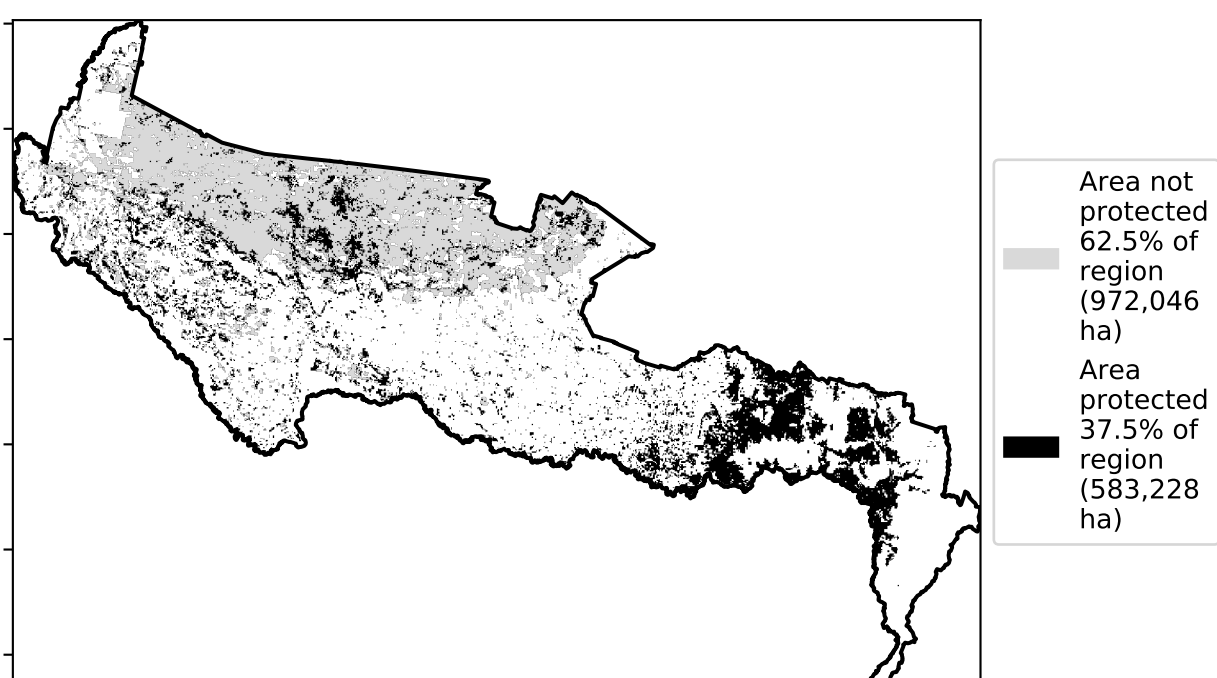 Area not
protected
62.5% of
region
(972,046
ha)
Area
protected
37.5% of
region
(583,228
ha)